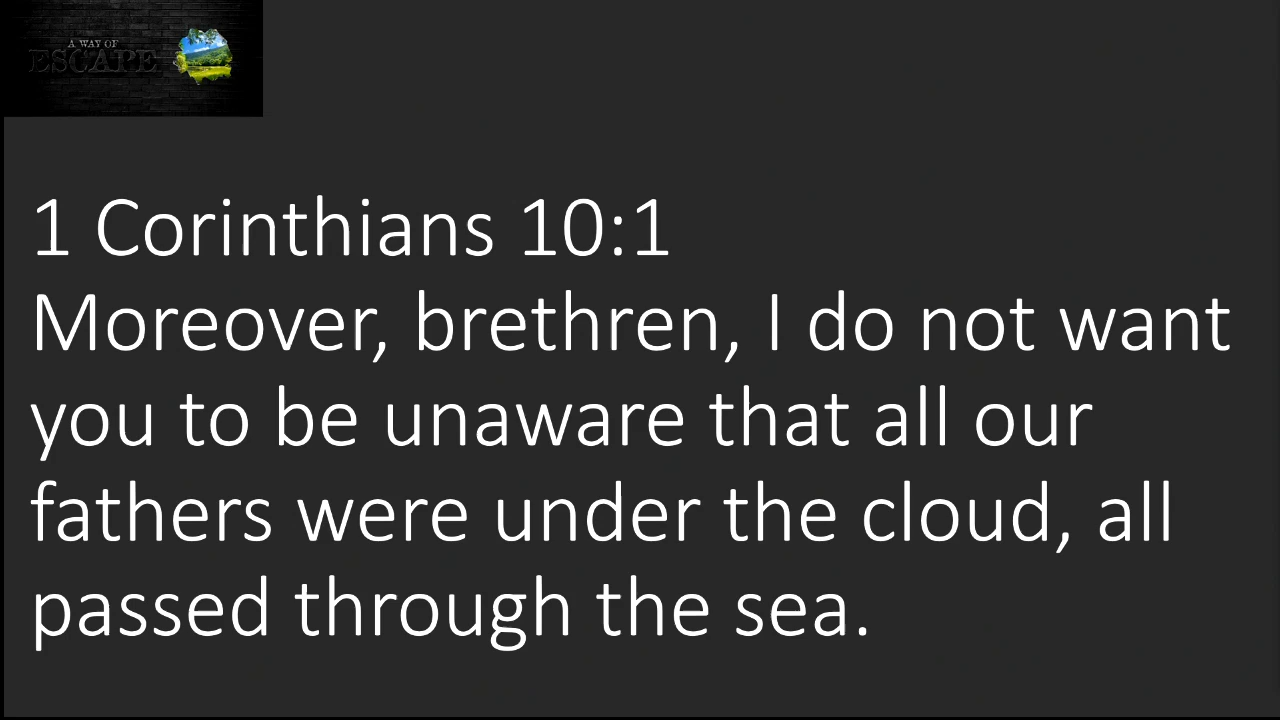 A WAY OF
ESCAPE
1 Corinthians 10:1
Moreover, brethren, I do not want
you to be unaware that all our
fathers were under the cloud, all
passed through the sea.